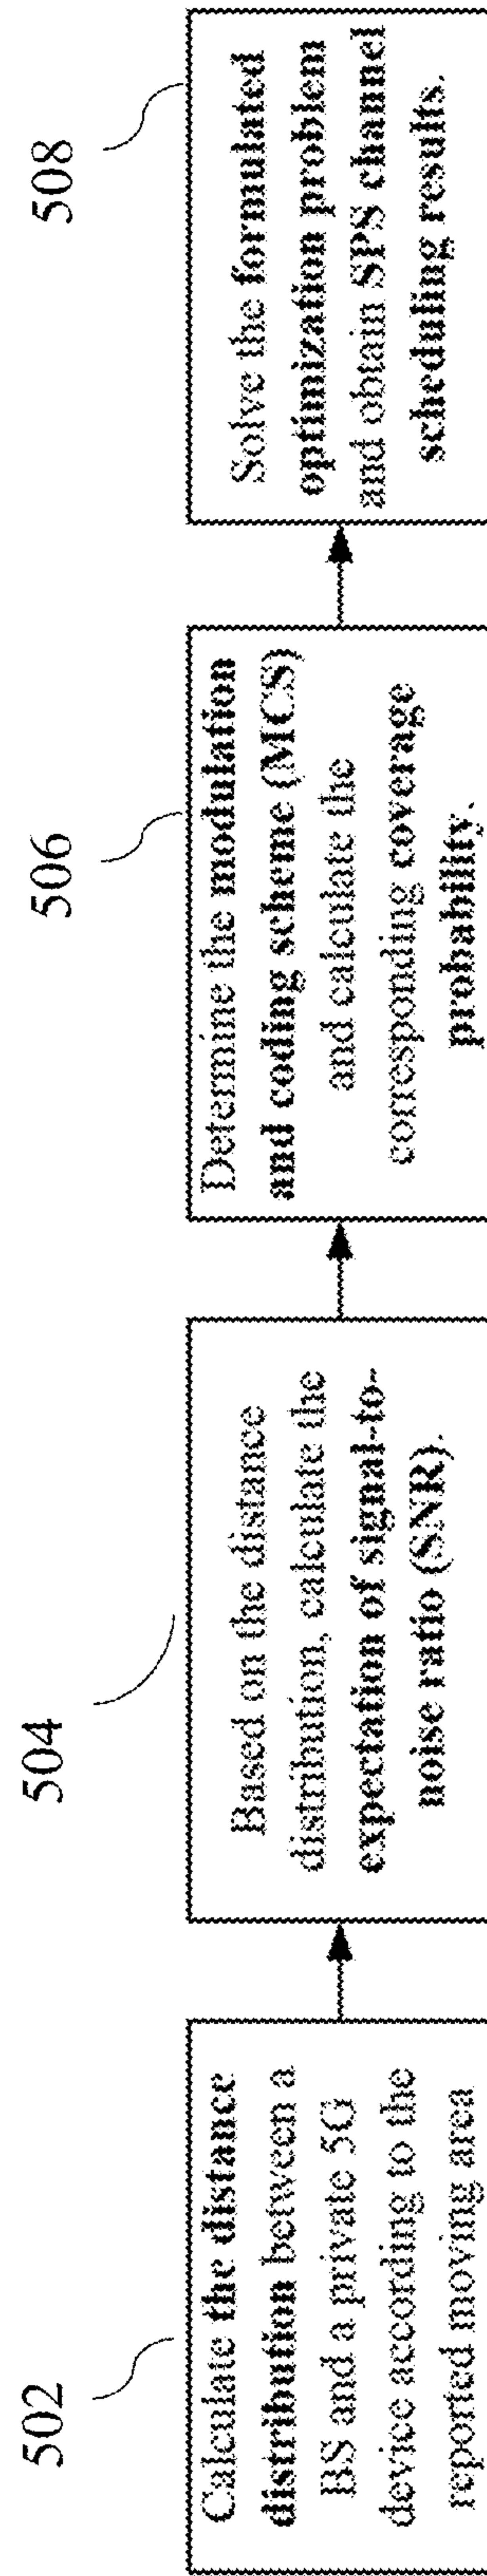 502
Calculate the distance
distribution between a
BS and a private 5G
device according to the
reported moving area
504
Based on the distance
distribution, calculate the
expectation of signal-to-
noise ratio (SNR).
506
Determine the modulation
and coding scheme (MCS)
and calculate the
corresponding coverage
probability.
508
Solve the formulated
optimization problem
and obtain SPS channel
scheduling results.